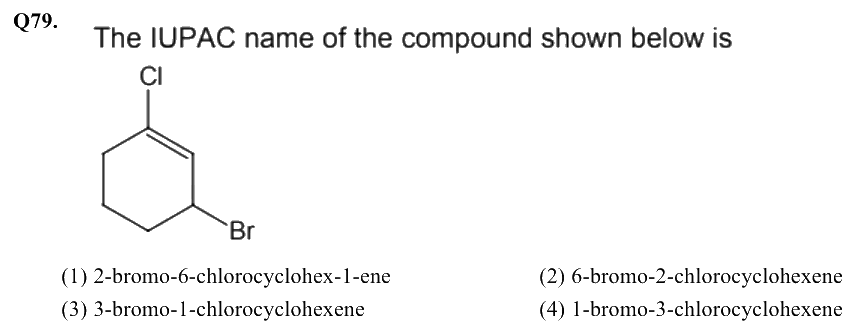 Q79.
The IUPAC name of the compound shown below is
Cl
Br
(1) 2-bromo-6-chlorocyclohex-1-ene
(2) 6-bromo-2-chlorocyclohexene
(3) 3-bromo-1-chlorocyclohexene
(4) 1-bromo-3-chlorocyclohexene